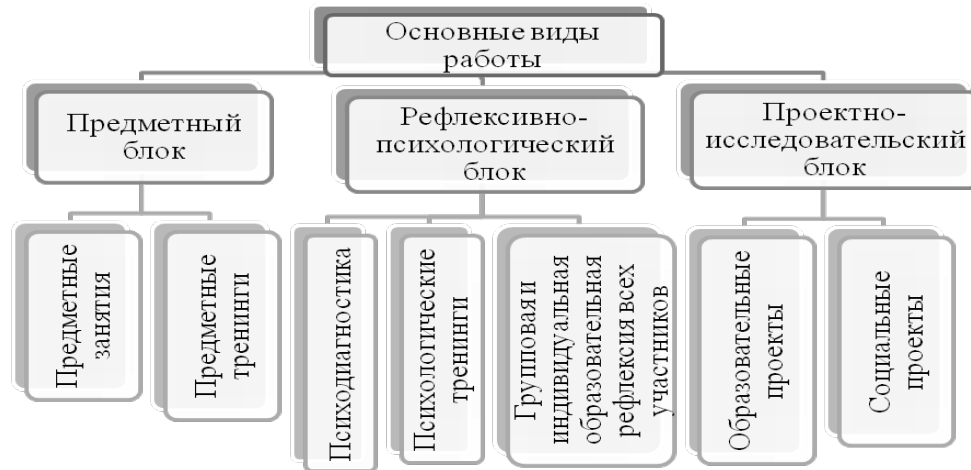 Основные виды
работы
Предметный
блок
Рефлексивно-
психологический
блок
Проектно-
исследовательский
блок
Предметные
занятия
Предметные
тренинги
Психодиагностика
Психологические
тренинги
Групповая и
индивидуальная
образовательная
рефлексия всех
участников
Образовательные
проекты
Социальные
проекты